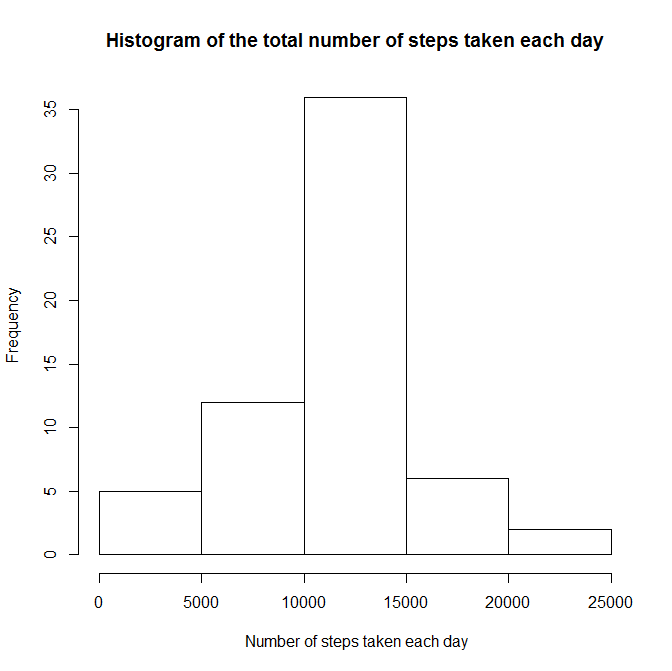 Histogram of the total number of steps taken each day
Frequency
35
30
25
20
15
10
5
0
0 5000 10000 15000 20000 25000
Number of steps taken each day